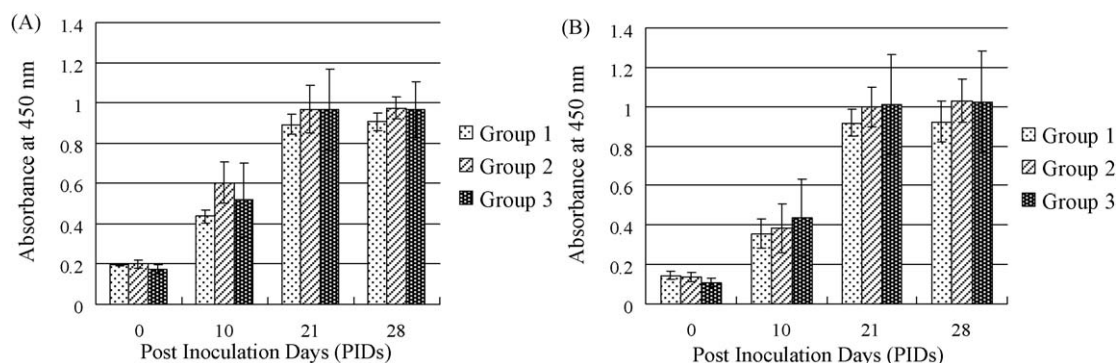 (A)
Absorbance at 450 nm
1.4
1.2
1
0.8
0.6
0.4
0.2
0
0 10 21 28
Post Inoculation Days (PIDs)
Group 1
Group 2
Group 3
(B)
Absorbance at 450 nm
1.4
1.2
1
0.8
0.6
0.4
0.2
0
0 10 21 28
Post Inoculation Days (PIDs)
Group 1
Group 2
Group 3